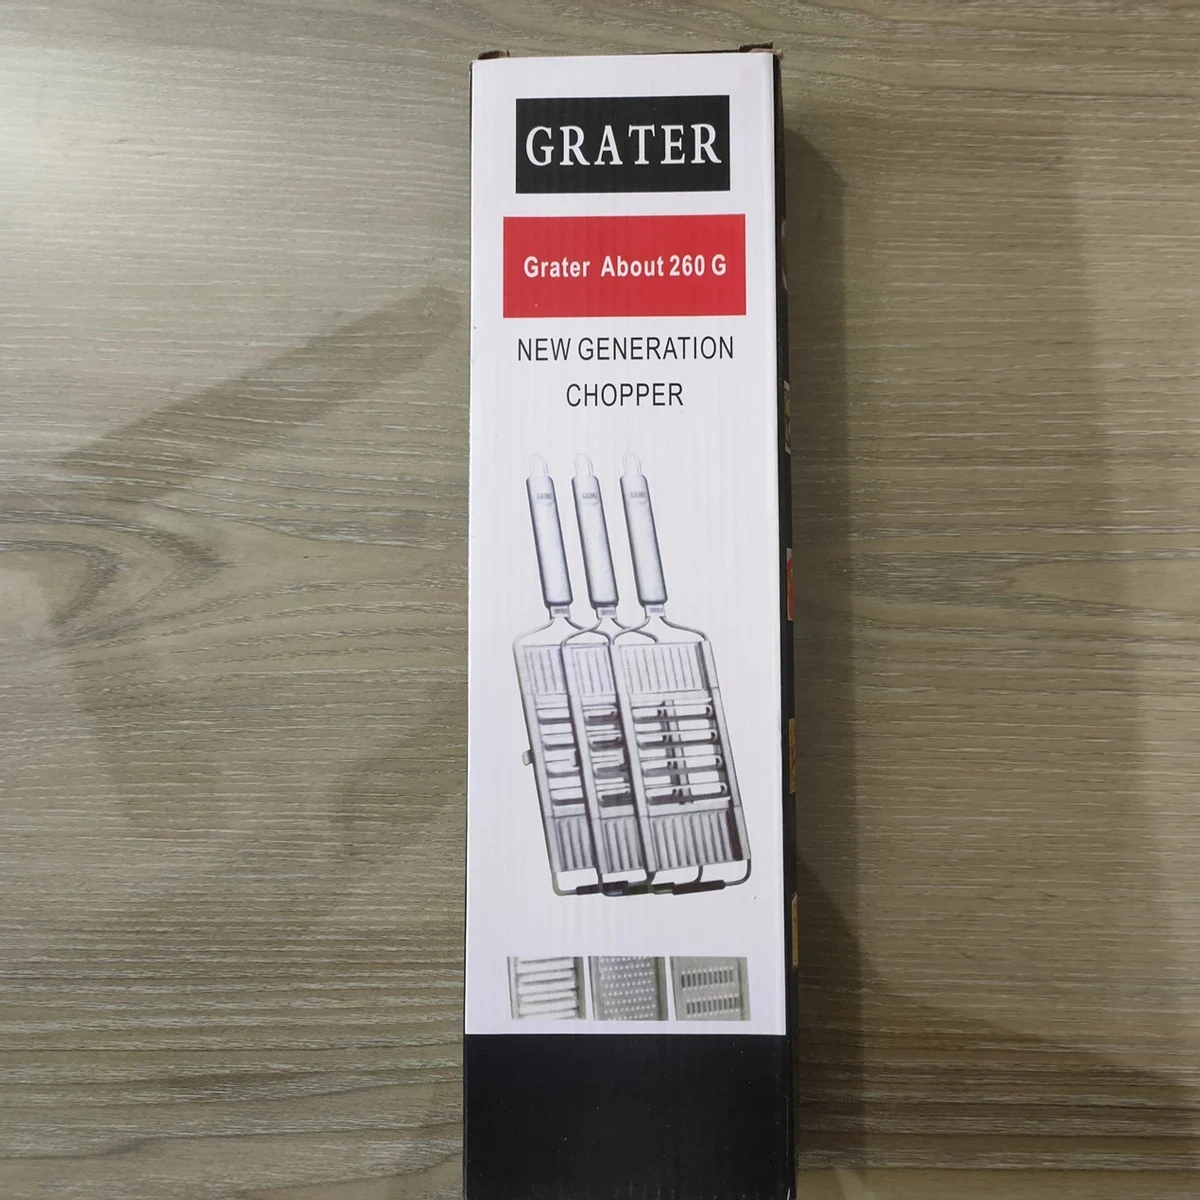 GRATER
Grater About 260 G
NEW GENERATION
CHOPPER